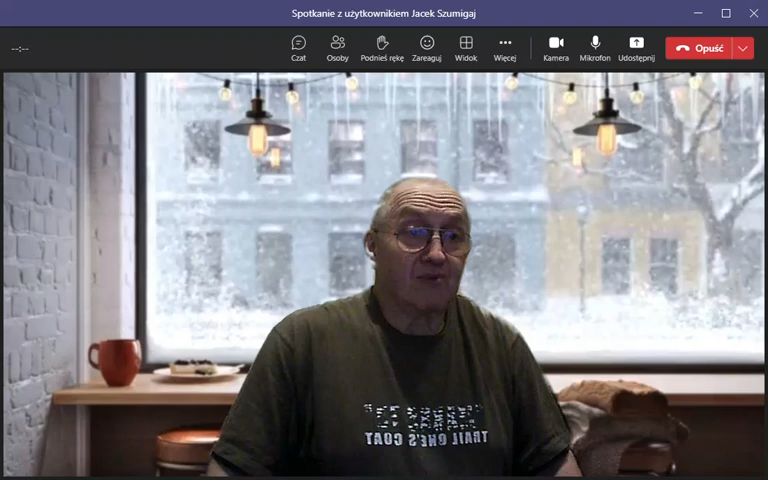 Spotkanie z użytkownikiem Jacek Szumigaj
--:--
Czat Osoby Podnieś rękę Zareaguj Widok Więcej Kamera Mikrofon Udostępnij Opuść
TRAIL ONE'S COAT